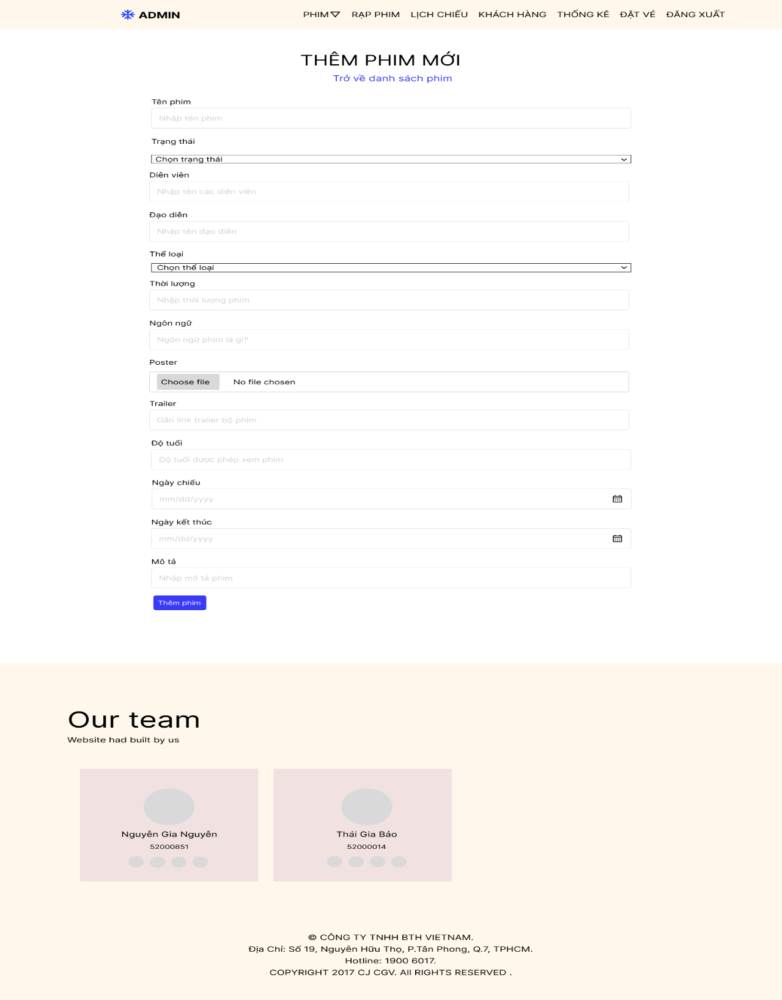 ADMIN PHIM RẠP PHIM LỊCH CHIẾU KHÁCH HÀNG THỐNG KÊ ĐẶT VÉ ĐĂNG XUẤT
THÊM PHIM MỚI
Trở về danh sách phim
Tên phim
Nhập tên phim
Trạng thái
Chọn trạng thái
Diễn viên
Nhập tên các diễn viên
Đạo diễn
Nhập tên đạo diễn
Thể loại
Chọn thể loại
Thời lượng
Nhập thời lượng phim
Ngôn ngữ
Ngôn ngữ phim là gì?
Poster
Choose file No file chosen
Trailer
Gắn link trailer bộ phim
Độ tuổi
Độ tuổi được phép xem phim
Ngày chiếu
mm/dd/yyyy
Ngày kết thúc
mm/dd/yyyy
Mô tả
Nhập mô tả phim
Thêm phim
Our team
Website had built by us
Nguyễn Gia Nguyễn
52000851
Thái Gia Bảo
52000014
© CÔNG TY TNHH BTH VIETNAM.
Địa Chỉ: Số 19, Nguyễn Hữu Thọ, P.Tân Phong, Q.7, TPHCM.
Hotline: 1900 6017.
COPYRIGHT 2017 CJ CGV. All RIGHTS RESERVED .